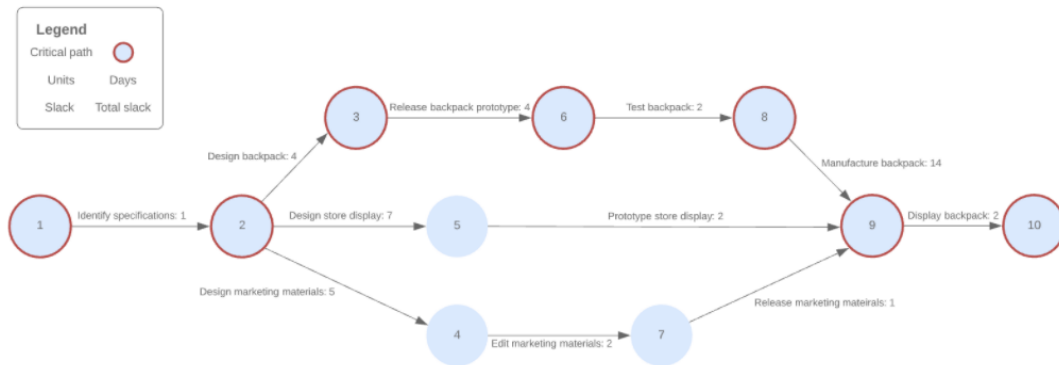 Legend
Critical path
Units Days
Slack Total slack
3
Release backpack prototype: 4
6
Test backpack: 2
8
Design backpack: 4
Manufacture backpack: 14
1
Identify specifications: 1
2
Design store display: 7
5
Prototype store display: 2
9
Display backpack: 2
10
Design marketing materials: 5
Release marketing mateirals: 1
4
Edit marketing materials: 2
7